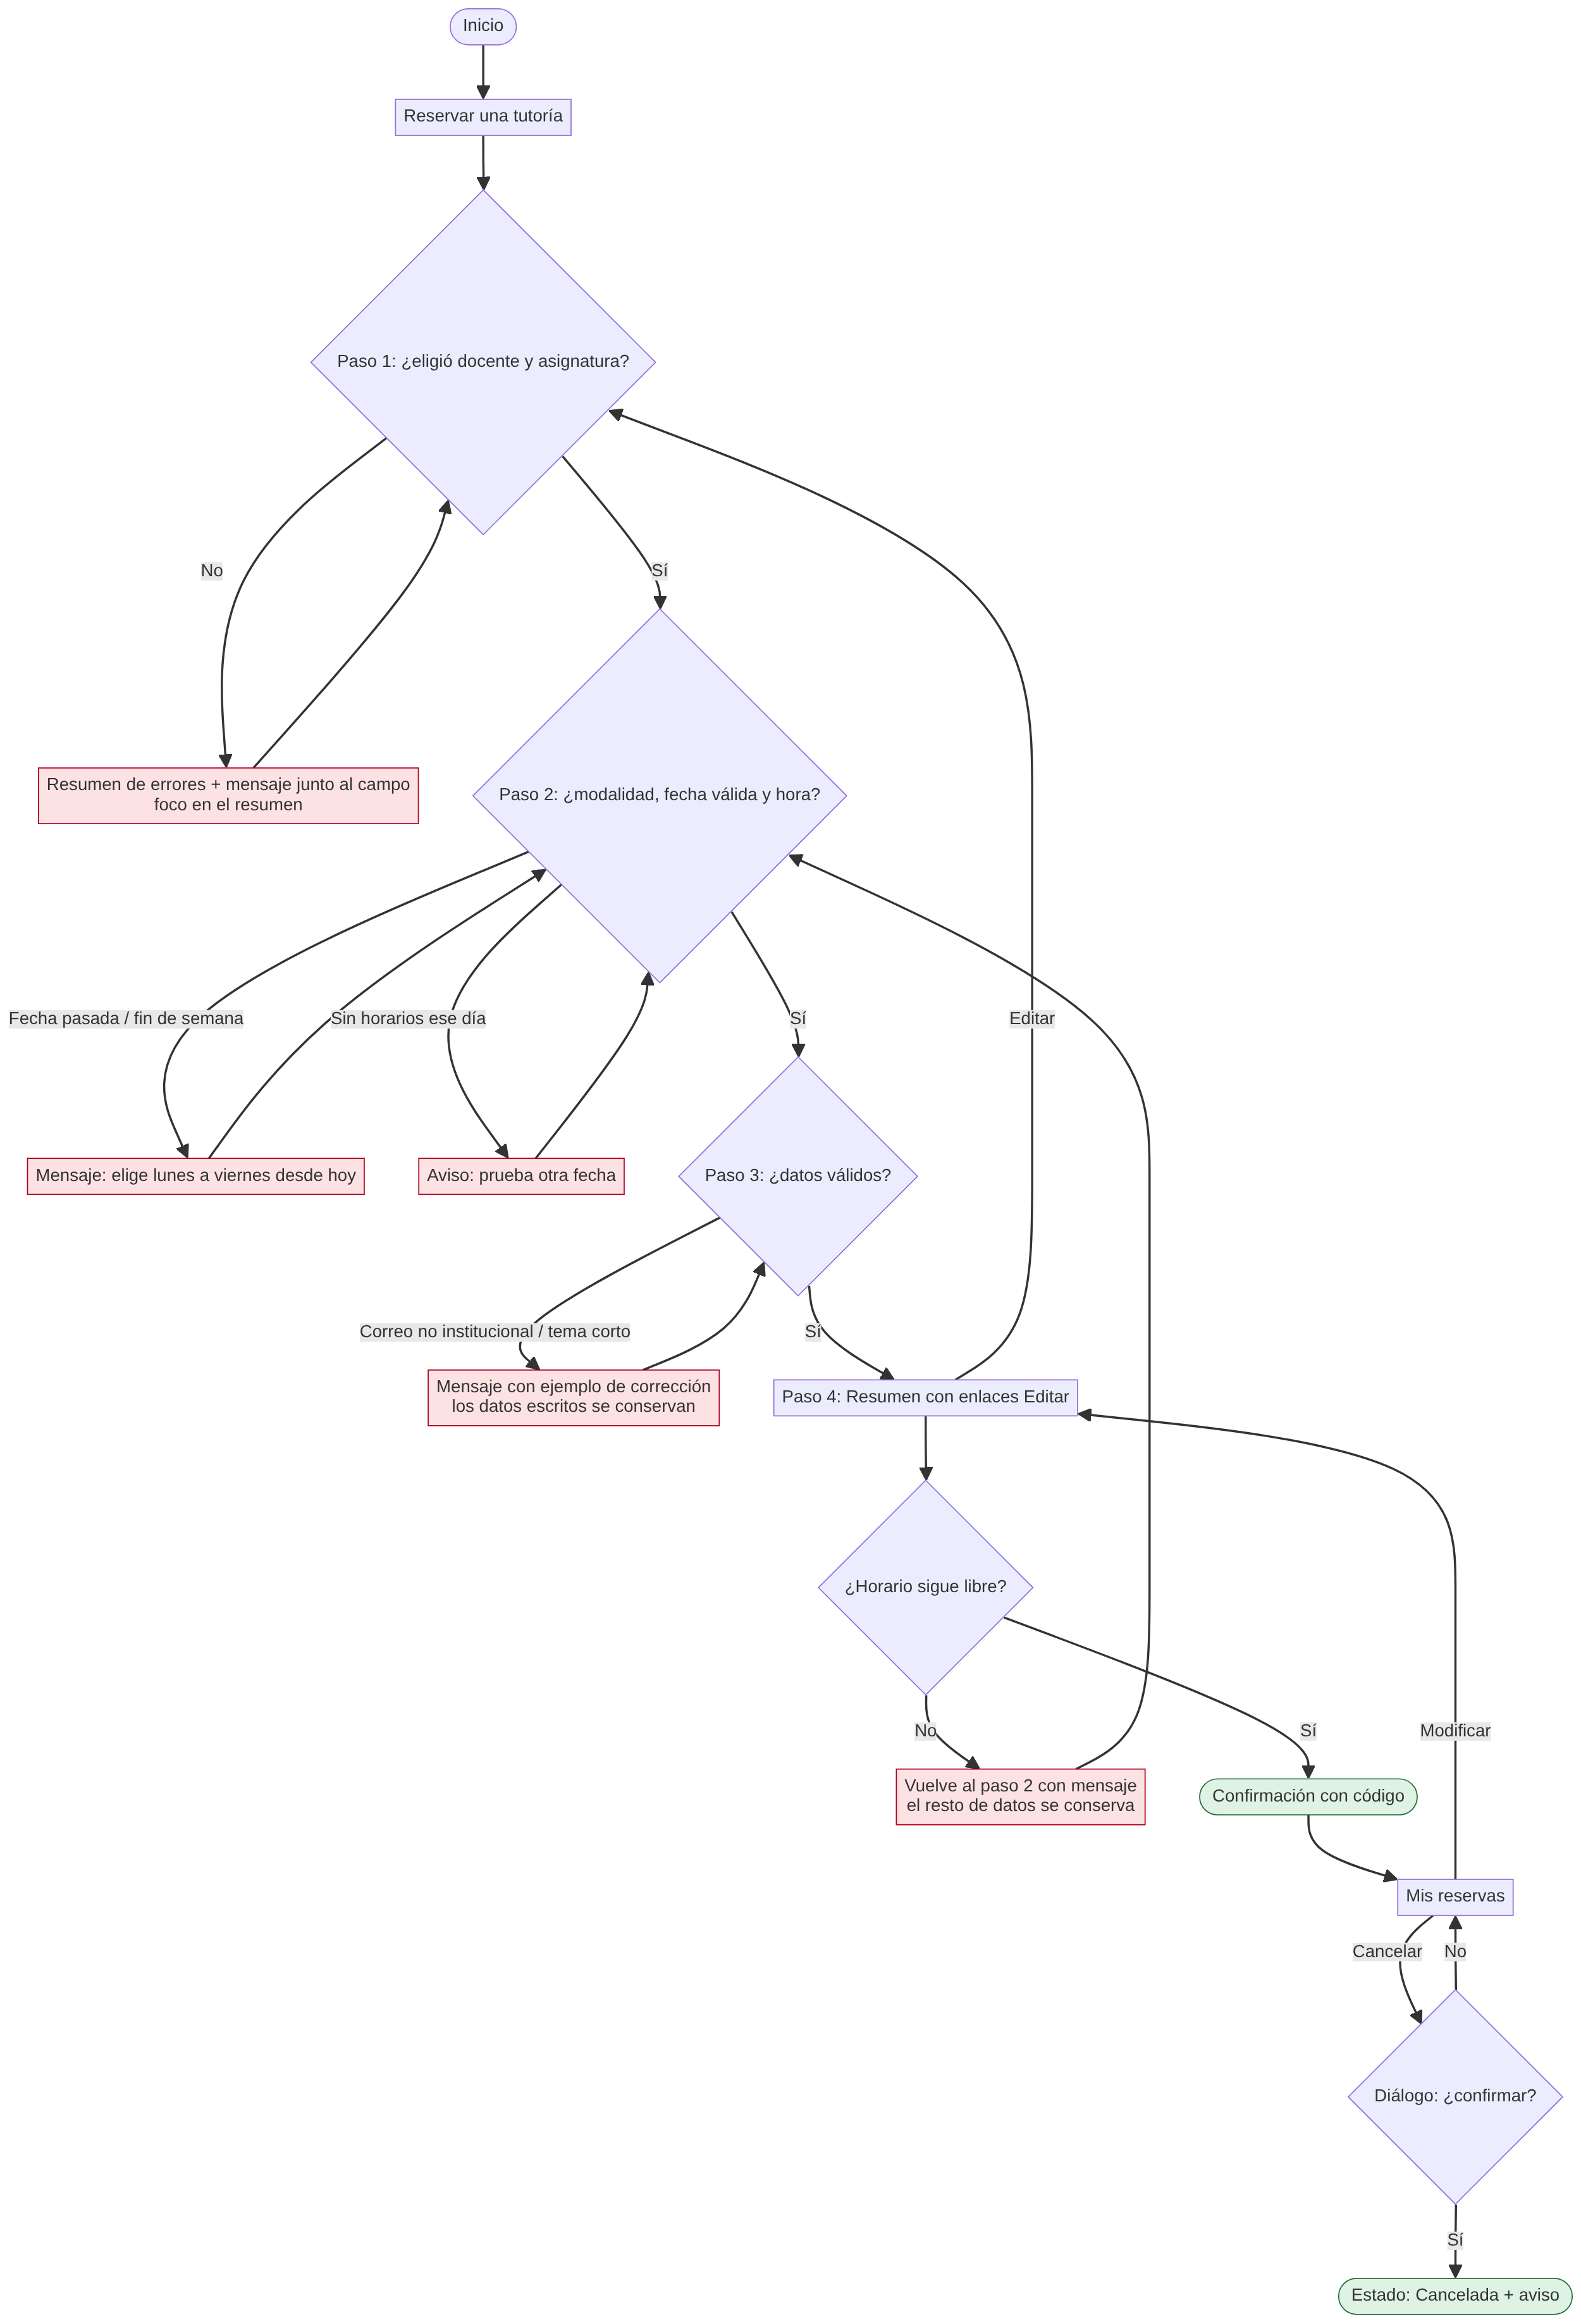 Inicio
Reservar una tutoría
Paso 1: ¿eligió docente y asignatura?
No
Sí
Resumen de errores + mensaje junto al campo
foco en el resumen
Paso 2: ¿modalidad, fecha válida y hora?
Fecha pasada / fin de semana
Sin horarios ese día
Sí
Editar
Mensaje: elige lunes a viernes desde hoy
Aviso: prueba otra fecha
Paso 3: ¿datos válidos?
Correo no institucional / tema corto
Sí
Mensaje con ejemplo de corrección
los datos escritos se conservan
Paso 4: Resumen con enlaces Editar
¿Horario sigue libre?
No
Sí
Modificar
Vuelve al paso 2 con mensaje
el resto de datos se conserva
Confirmación con código
Mis reservas
Cancelar
No
Diálogo: ¿confirmar?
Sí
Estado: Cancelada + aviso